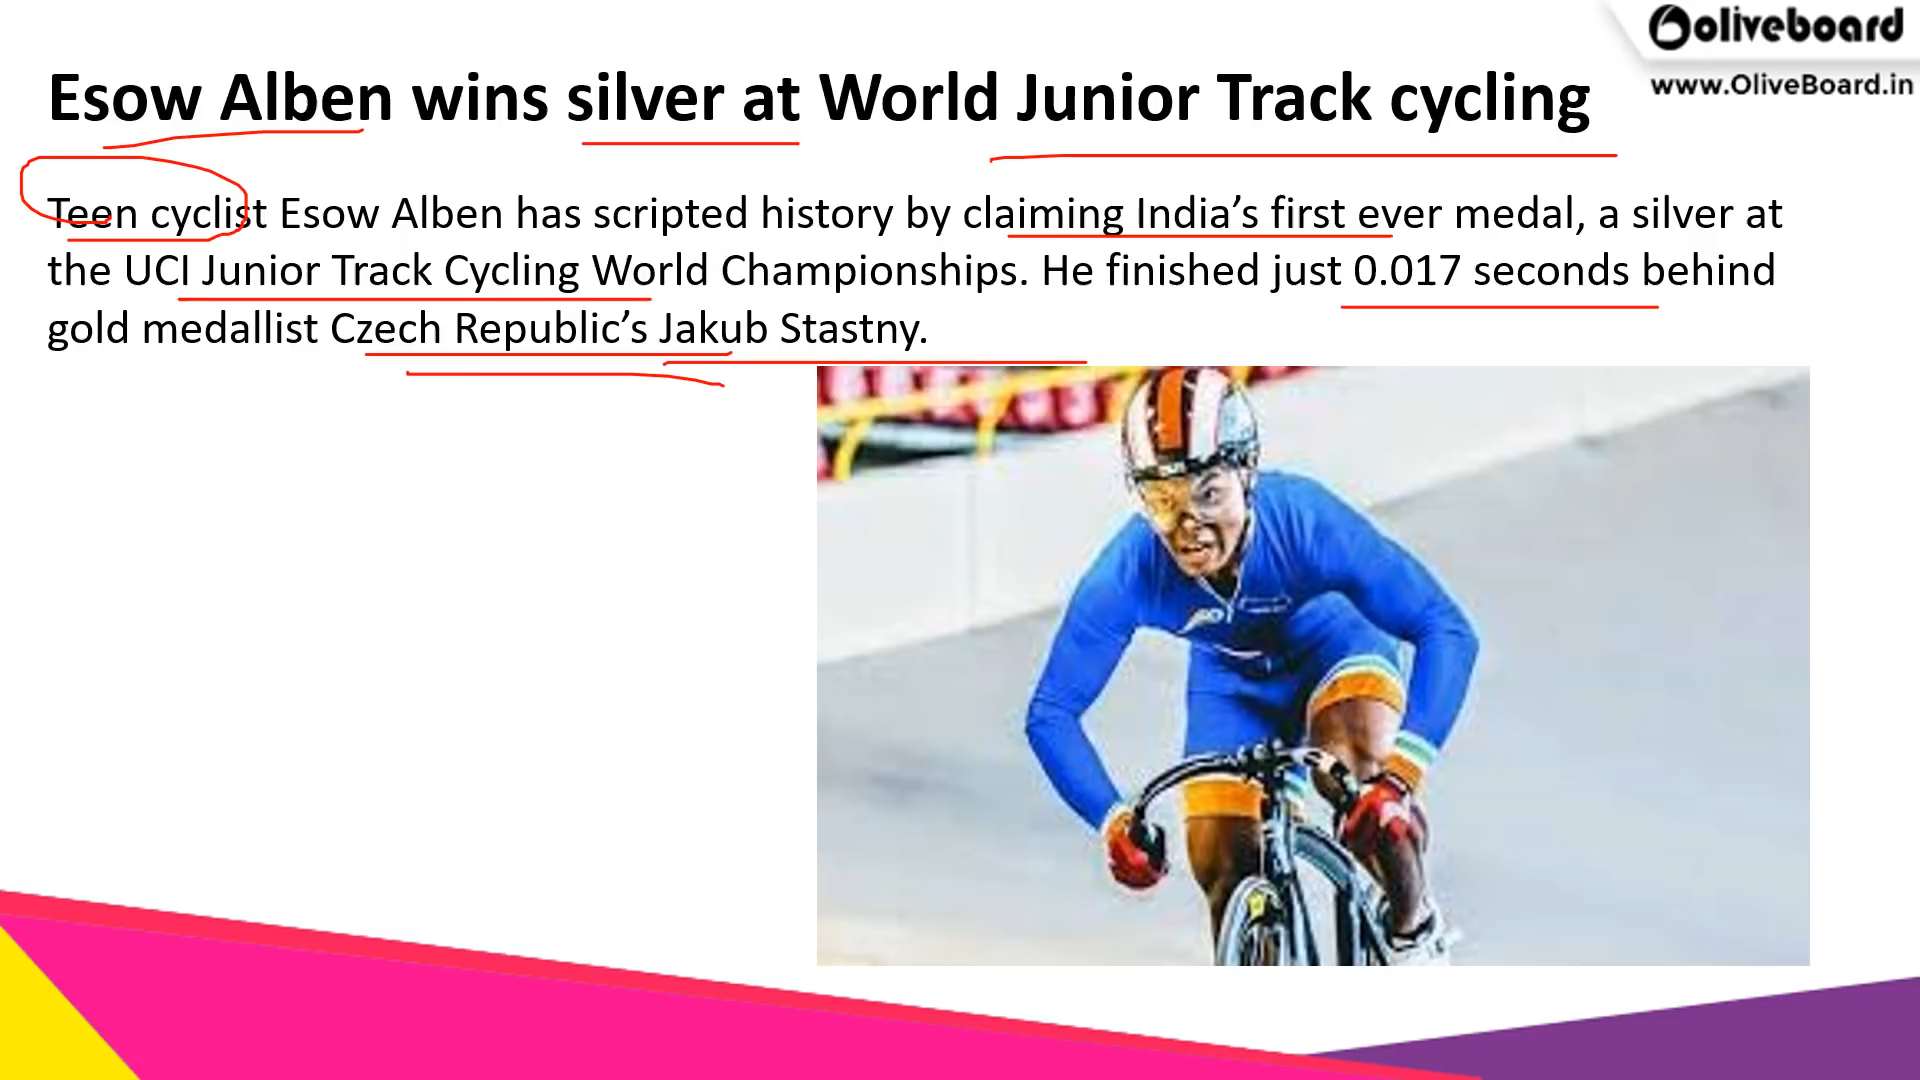 oliveboard
www.OliveBoard.in
Esow Alben wins silver at World Junior Track cycling
Teen cyclist Esow Alben has scripted history by claiming India’s first ever medal, a silver at
the UCI Junior Track Cycling World Championships. He finished just 0.017 seconds behind
gold medallist Czech Republic’s Jakub Stastny.